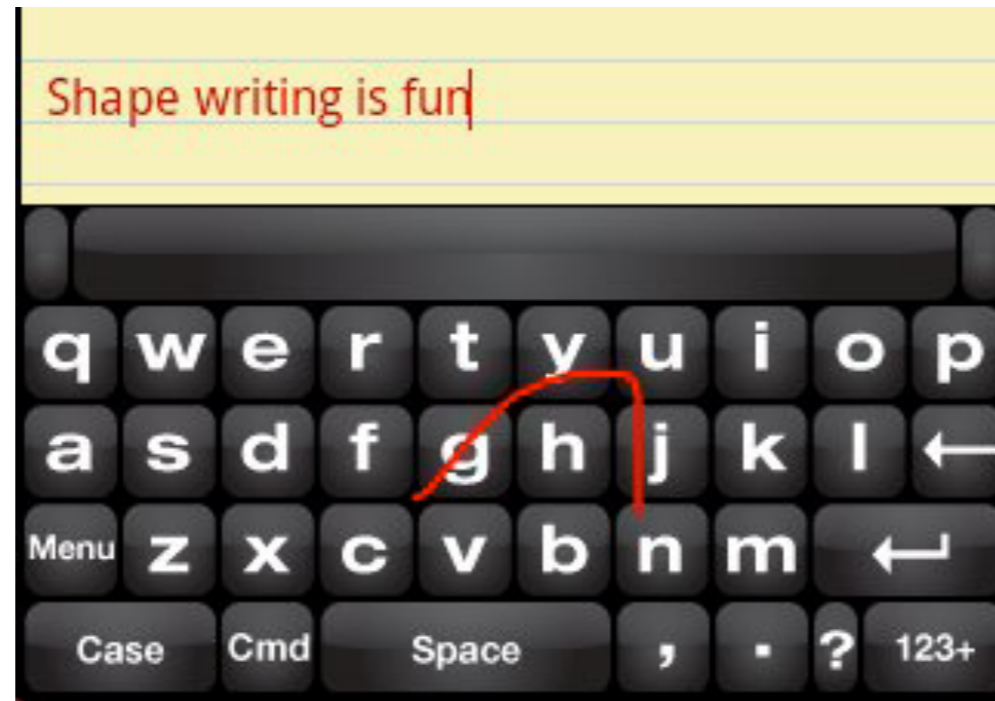 Shape writing is fun
q w e r t y u i o p
a s d f g h j k l
Menu z x c v b n m
Case Cmd Space , . ? 123+